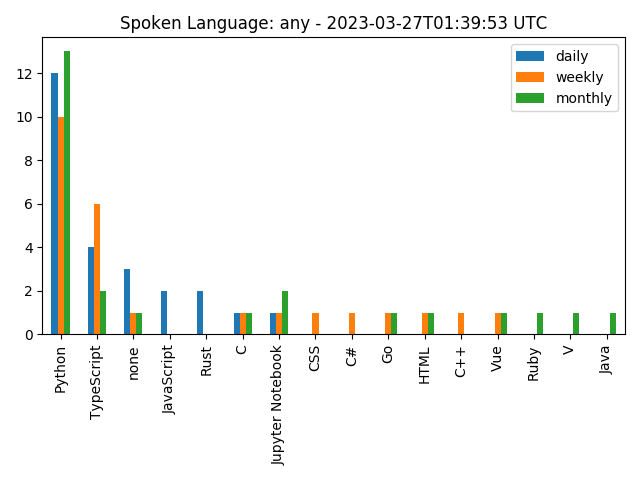 Spoken Language: any - 2023-03-27T01:39:53 UTC
daily
weekly
monthly
12
10
8
6
4
2
0
Python
TypeScript
none
JavaScript
Rust
C
Jupyter Notebook
CSS
C#
Go
HTML
C++
Vue
Ruby
V
Java